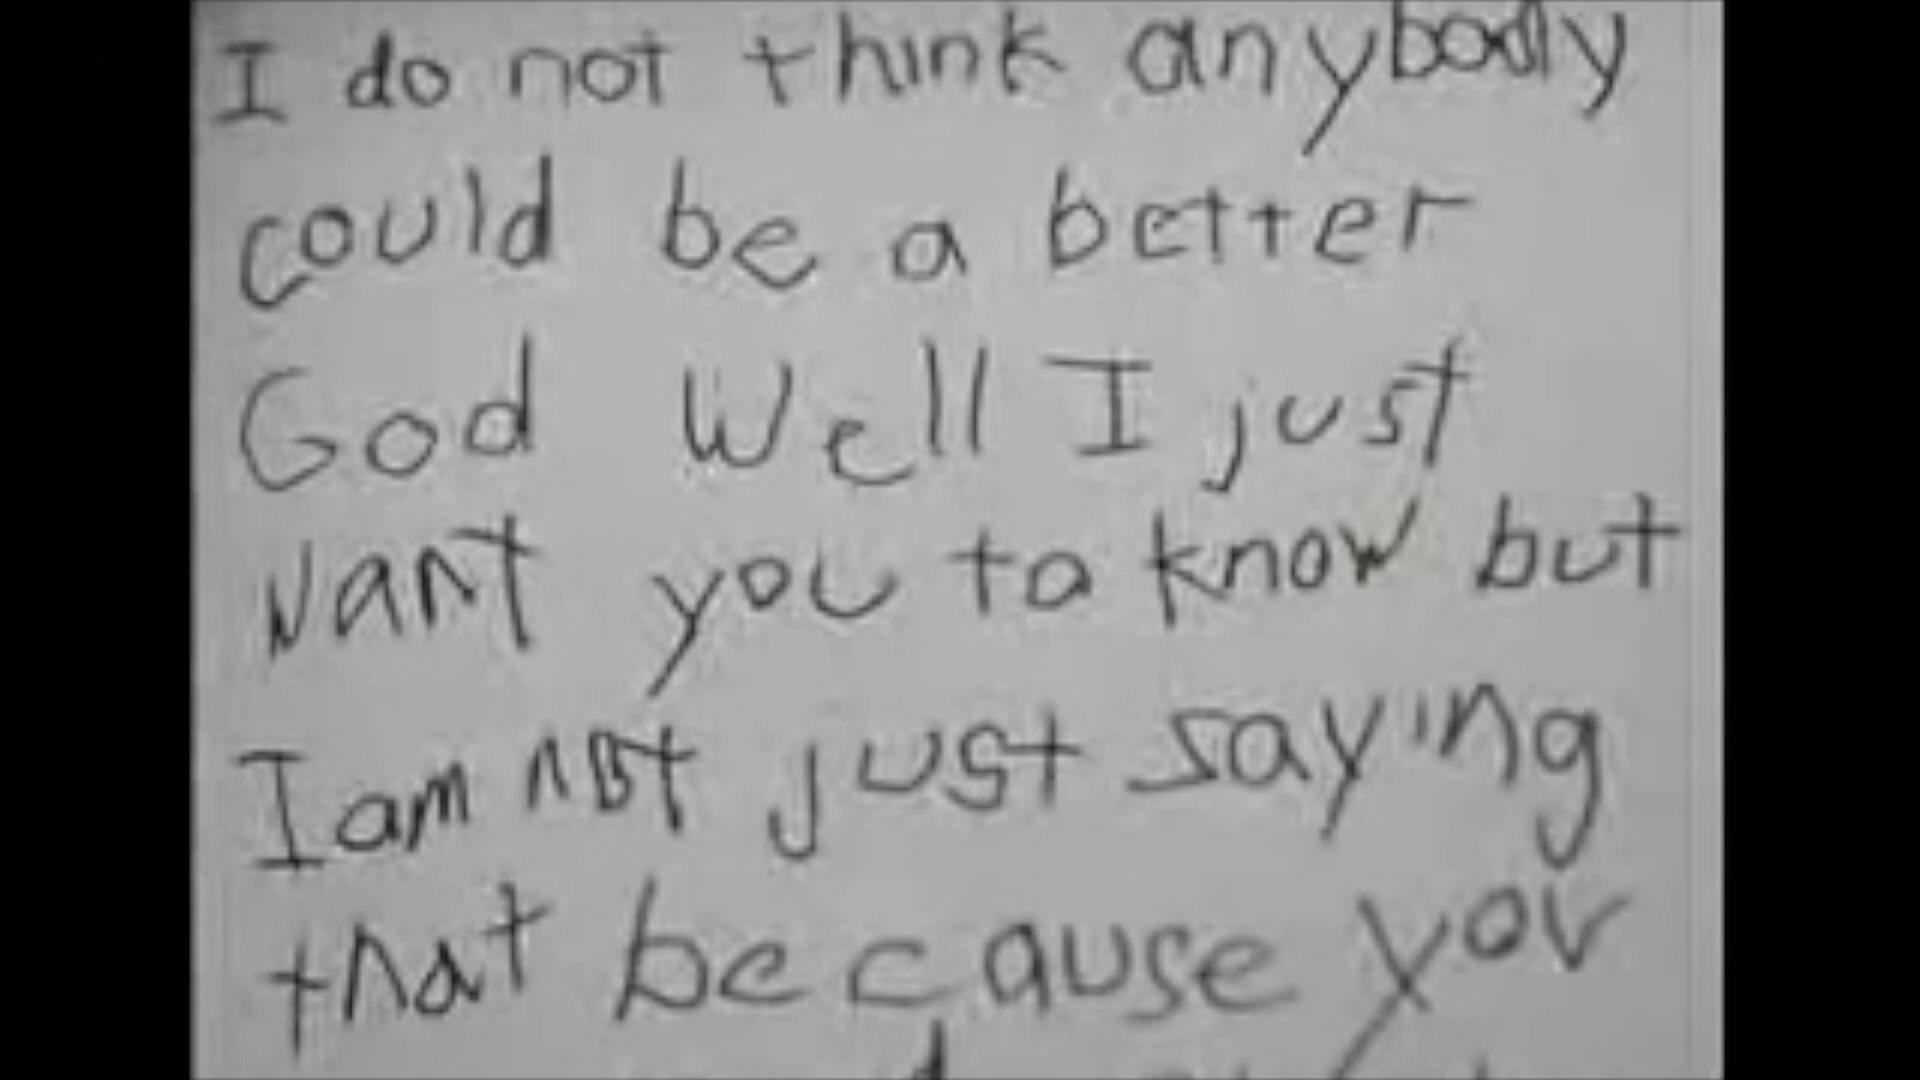 I do not think anybody
could be a better
God Well I just
want you to know but
I am not just saying
that because you